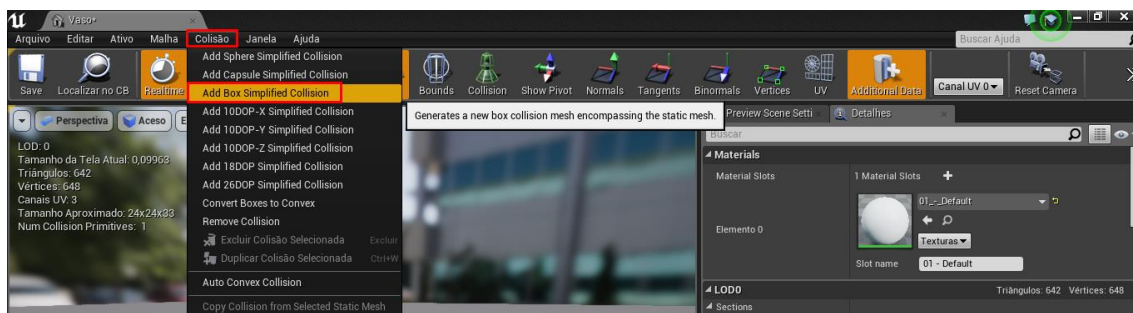 Vaso*
Arquivo Editar Ativo Malha Colisão Janela Ajuda
Buscar Ajuda
Save Localizar no CB Realtime
Bounds Collision Show Pivot Normals Tangents Binormals Vertices UV Additional Data Canal UV 0 Reset Camera
Add Sphere Simplified Collision
Add Capsule Simplified Collision
Add Box Simplified Collision
Add 10DOP-X Simplified Collision
Add 10DOP-Y Simplified Collision
Add 10DOP-Z Simplified Collision
Add 18DOP Simplified Collision
Add 26DOP Simplified Collision
Convert Boxes to Convex
Remove Collision
Excluir Colisão Selecionada Excluir
Duplicar Colisão Selecionada Ctrl+W
Auto Convex Collision
Copy Collision from Selected Static Mesh
Generates a new box collision mesh encompassing the static mesh.
Perspectiva Aceso
LOD: 0
Tamanho da Tela Atual: 0,09963
Triângulos: 642
Vértices: 648
Canais UV: 3
Tamanho Aproximado: 24x24x33
Num Collision Primitives: 1
Preview Scene Setti Detalhes
Buscar
Materials
Material Slots 1 Material Slots
Elemento 0
01_-_Default
Texturas
Slot name 01 - Default
LOD0 Triângulos: 642 Vértices: 648
Sections